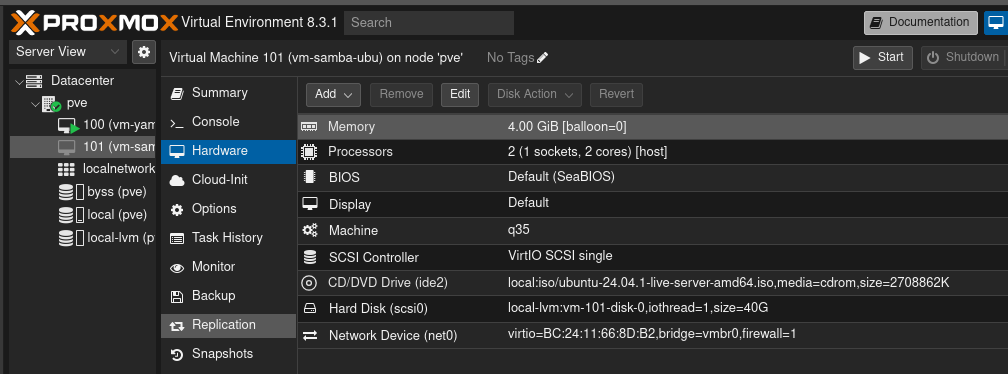 PROXMOX Virtual Environment 8.3.1 Search Documentation
Server View Virtual Machine 101 (vm-samba-ubu) on node 'pve' No Tags Start Shutdown
Datacenter
pve
100 (vm-yam
101 (vm-sam
localnetwork
byss (pve)
local (pve)
local-lvm (p
Summary
Console
Hardware
Cloud-Init
Options
Task History
Monitor
Backup
Replication
Snapshots
Add Remove Edit Disk Action Revert
Memory 4.00 GiB [balloon=0]
Processors 2 (1 sockets, 2 cores) [host]
BIOS Default (SeaBIOS)
Display Default
Machine q35
SCSI Controller VirtIO SCSI single
CD/DVD Drive (ide2) local:iso/ubuntu-24.04.1-live-server-amd64.iso,media=cdrom,size=2708862K
Hard Disk (scsi0) local-lvm:vm-101-disk-0,iothread=1,size=40G
Network Device (net0) virtio=BC:24:11:66:8D:B2,bridge=vmbr0,firewall=1